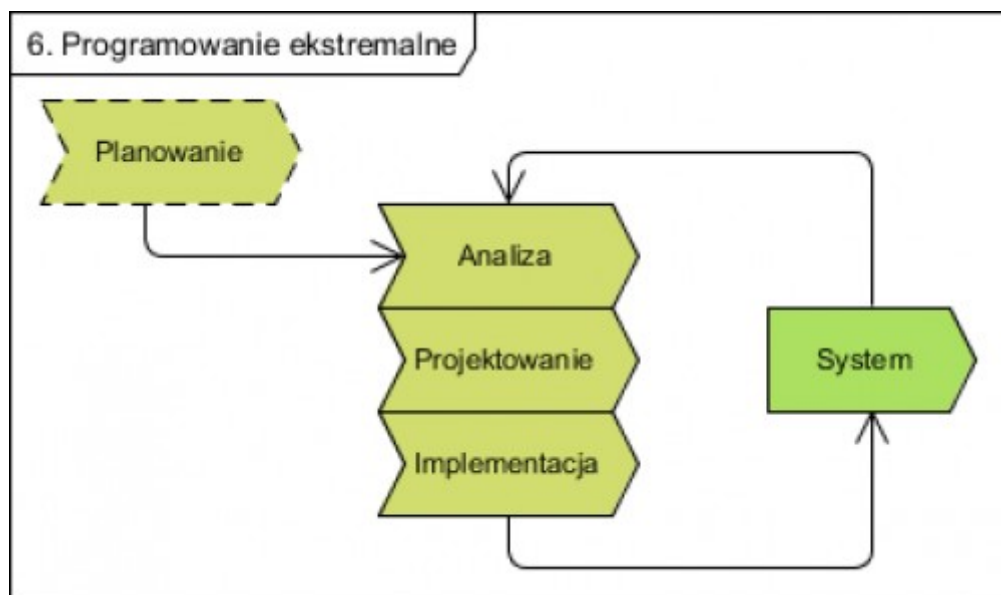 6. Programowanie ekstremalne
Planowanie
Analiza
Projektowanie
System
Implementacja